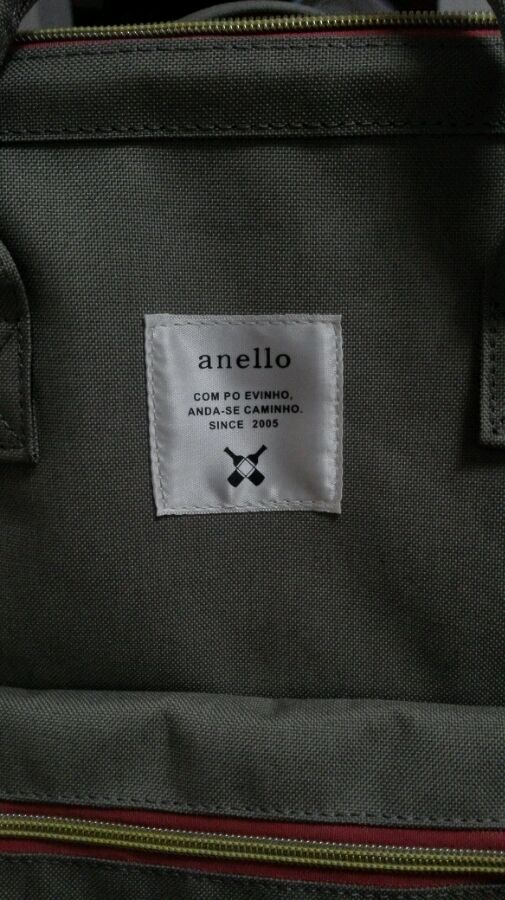 anello
COM PO EVINHO,
ANDA-SE CAMINHO.
SINCE 2005